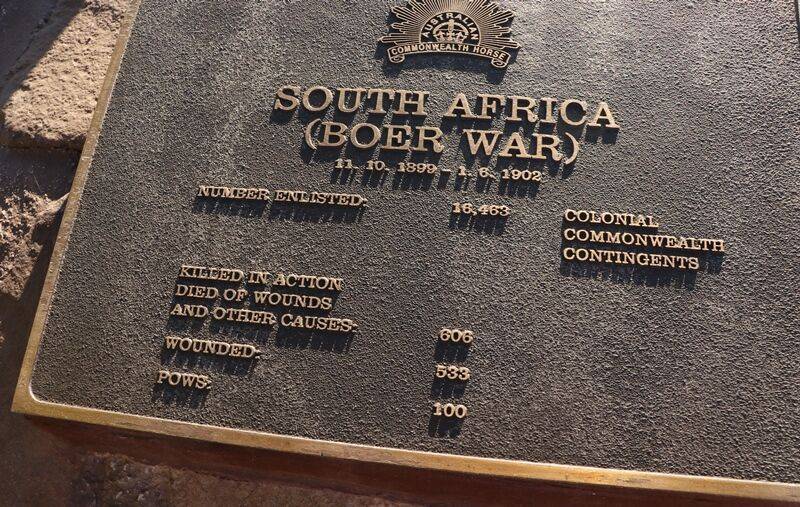 AUSTRALIAN
COMMONWEALTH HORSE
SOUTH AFRICA
(BOER WAR)
11. 10. 1899 - 1. 6. 1902
NUMBER ENLISTED: 16,463 COLONIAL
COMMONWEALTH
CONTINGENTS
KILLED IN ACTION
DIED OF WOUNDS
AND OTHER CAUSES: 606
WOUNDED: 533
POWS: 100